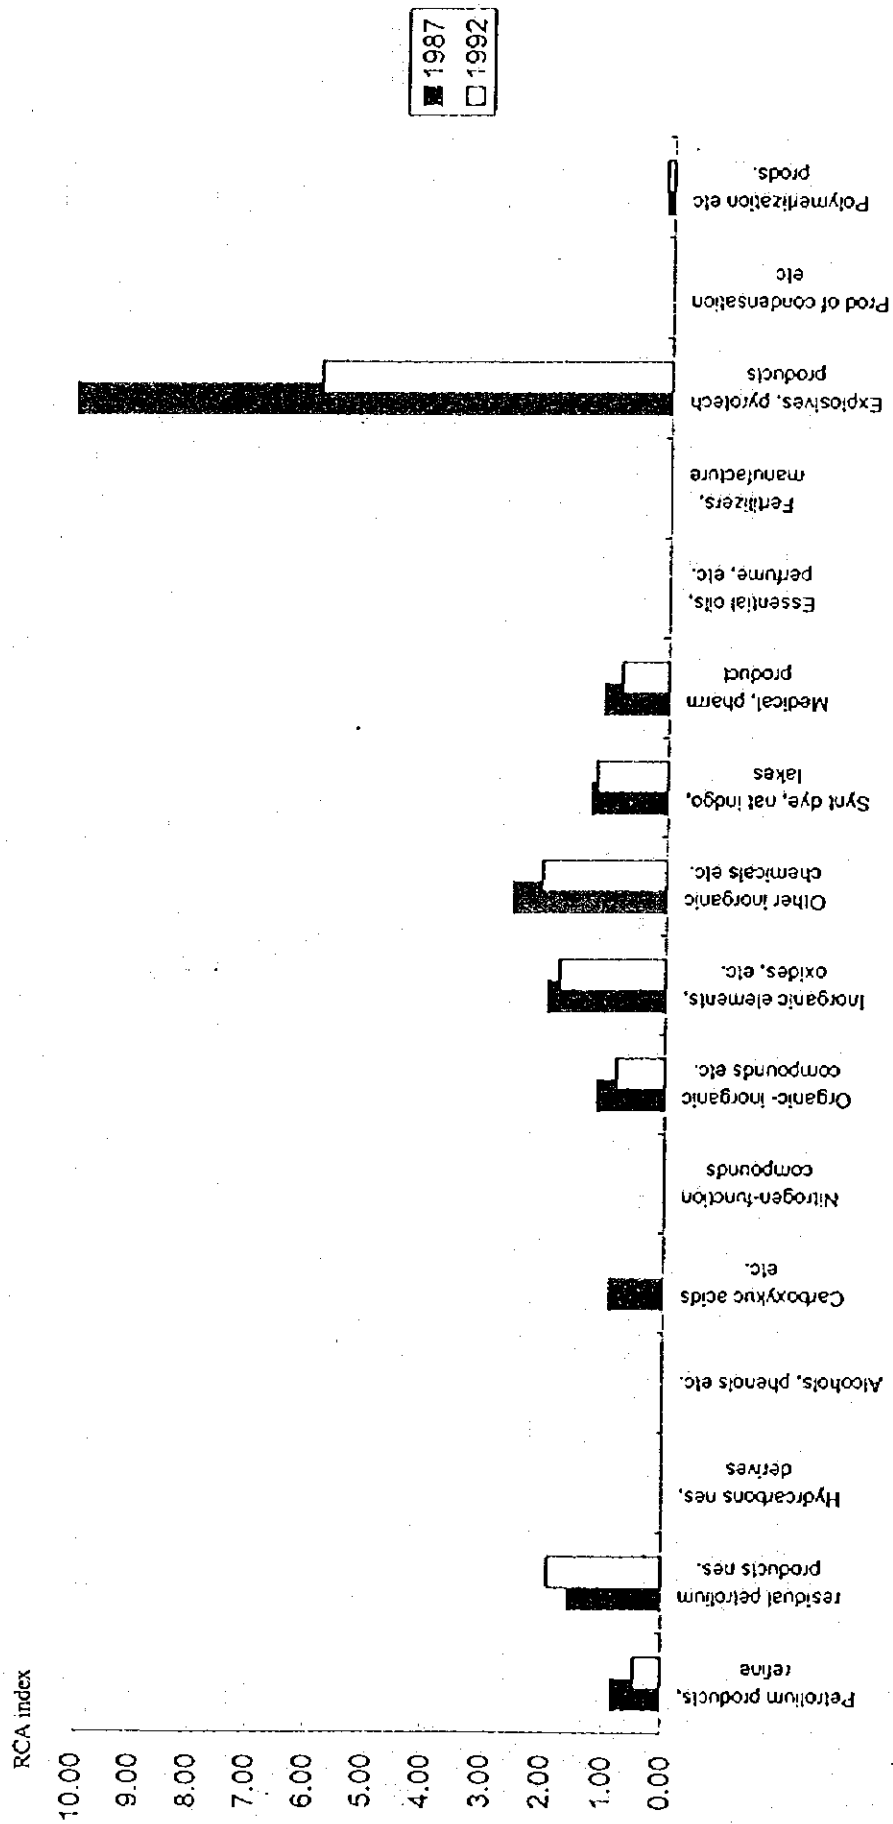 RCA index
10.00
9.00
8.00
7.00
6.00
5.00
4.00
3.00
2.00
1.00
0.00
Petrolium products,
refine
residual petrolium
products nes.
Hydrcarbons nes,
derives
Alcohols, phenols etc.
Carboxykuc acids
etc.
Nitrogen-function
compounds
Organic- inorganic
compounds etc.
Inorganic elements,
oxides, etc.
Other inorganic
chemicals etc.
Synt dye, nat indgo,
lakes
Medical, pharm
product
Essential oils,
perfume, etc.
Fertilizers,
manufacture
Explosives, pyrotech
products
Prod of condensation
etc
Polymerization etc
prods.
1987
1992